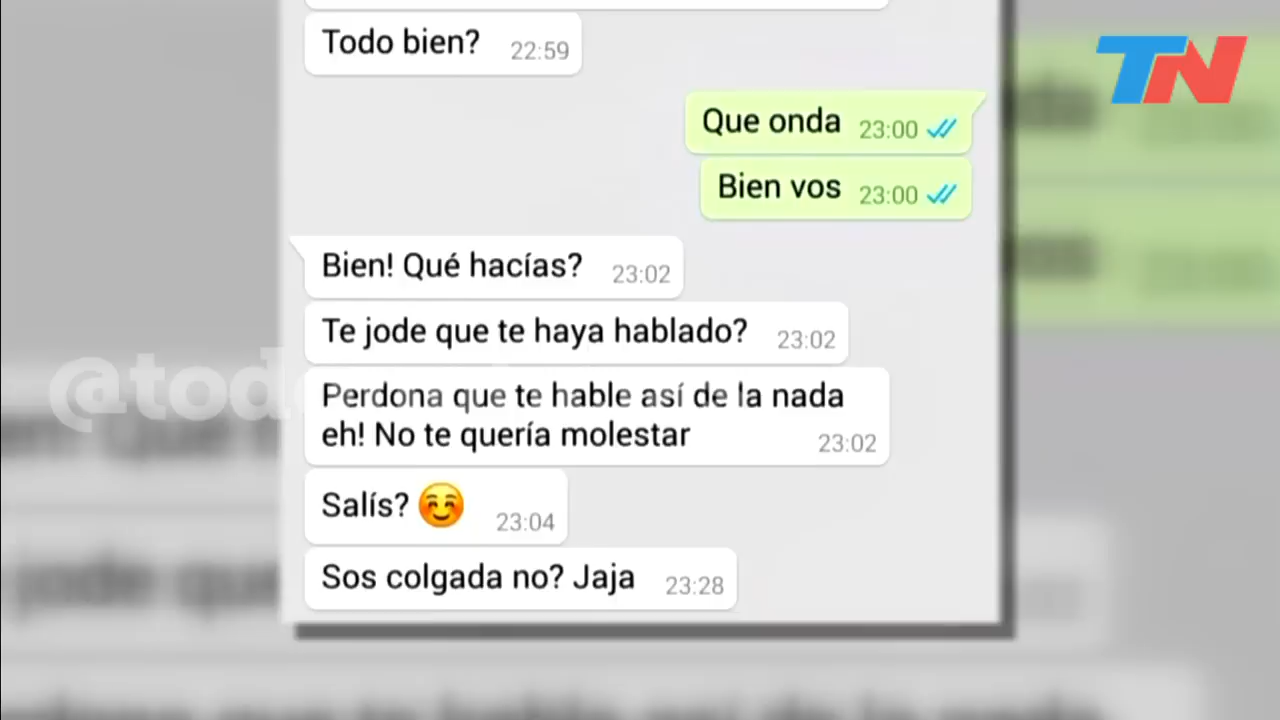 TN
Todo bien? 22:59
Que onda 23:00
Bien vos 23:00
Bien! Qué hacías? 23:02
Te jode que te haya hablado? 23:02
@tod
Perdona que te hable así de la nada
eh! No te quería molestar 23:02
Salís? ☺️ 23:04
Sos colgada no? Jaja 23:28